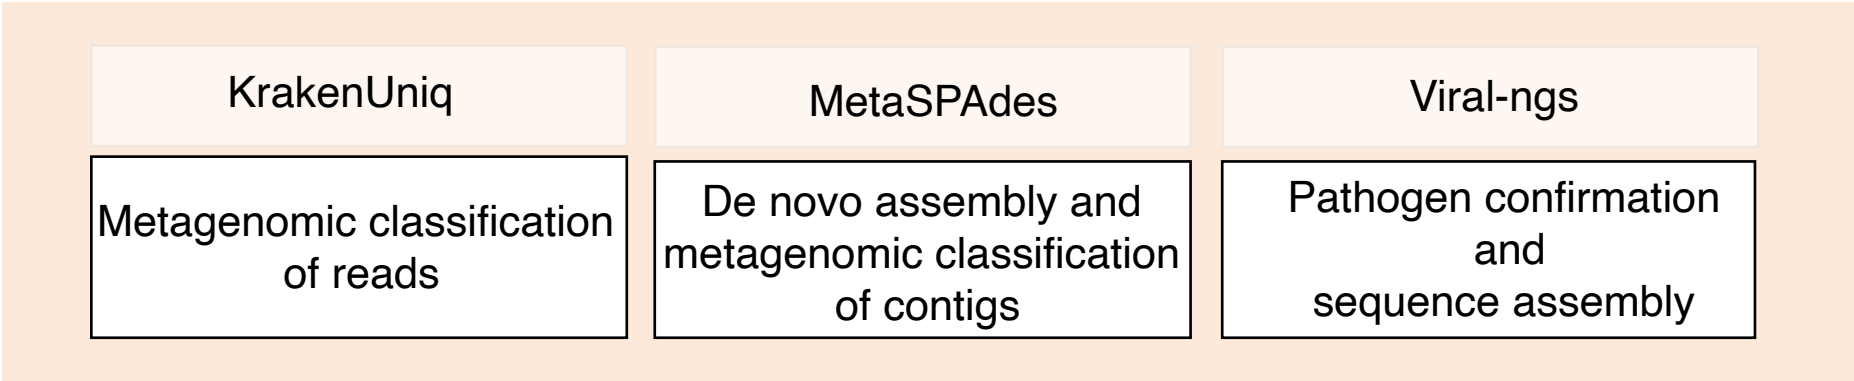 KrakenUniq
Metagenomic classification
of reads
MetaSPAdes
De novo assembly and
metagenomic classification
of contigs
Viral-ngs
Pathogen confirmation
and
sequence assembly